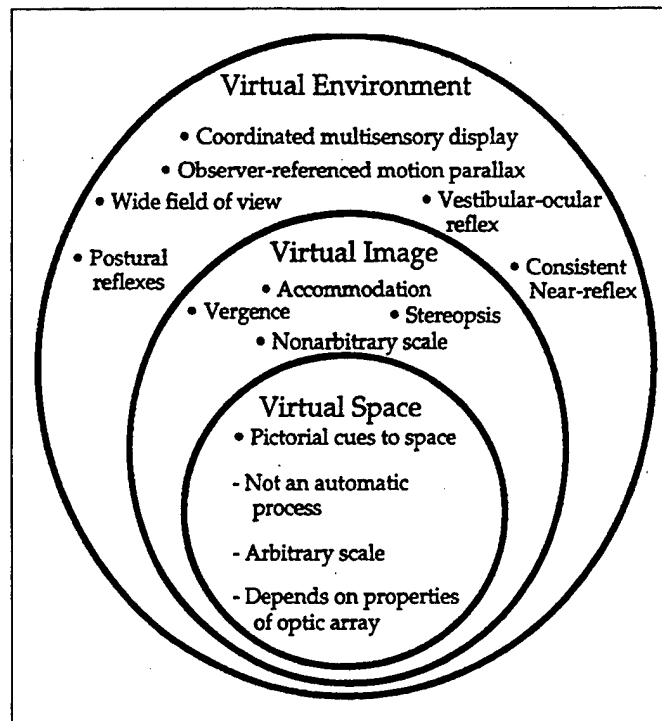 Virtual Environment
• Coordinated multisensory display
• Observer-referenced motion parallax
• Wide field of view
• Vestibular-ocular
reflex
• Postural
reflexes
• Consistent
Near-reflex
Virtual Image
• Accommodation
• Vergence
• Stereopsis
• Nonarbitrary scale
Virtual Space
• Pictorial cues to space
- Not an automatic
process
- Arbitrary scale
- Depends on properties
of optic array